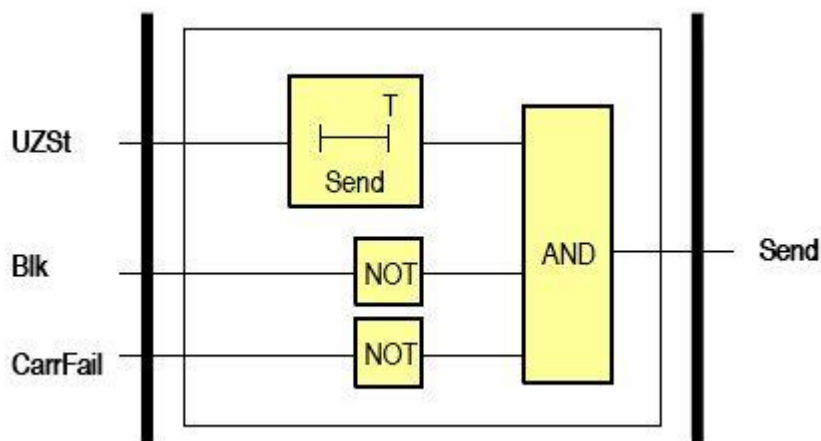 UZSt
T
Send
Blk
NOT
AND
Send
CarrFail
NOT